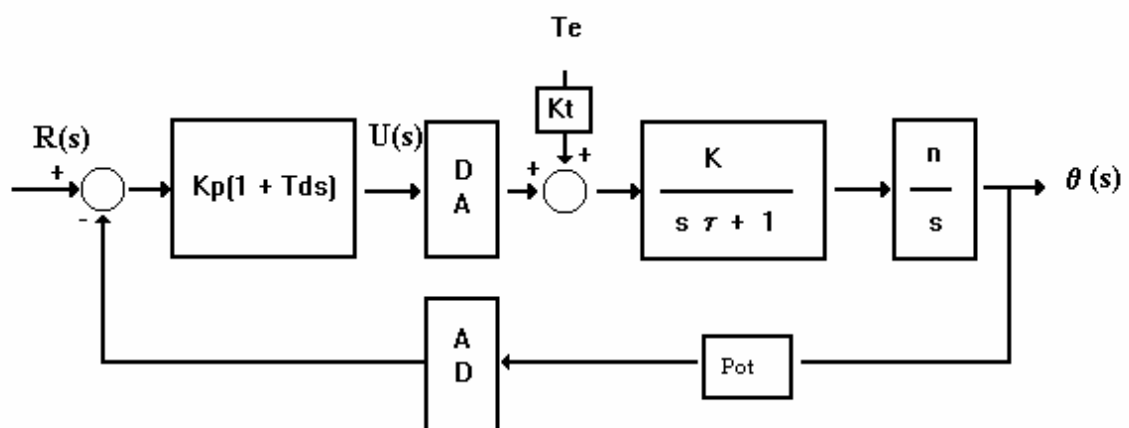 Te
Kt
R(s)
+
-
Kp(1 + Tds)
U(s)
D
A
+
+
K
s τ + 1
n
s
θ (s)
A
D
Pot